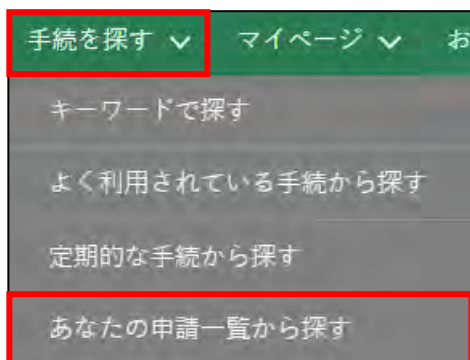 手続を探す マイページ お
キーワードで探す
よく利用されている手続から探す
定期的な手続から探す
あなたの申請一覧から探す